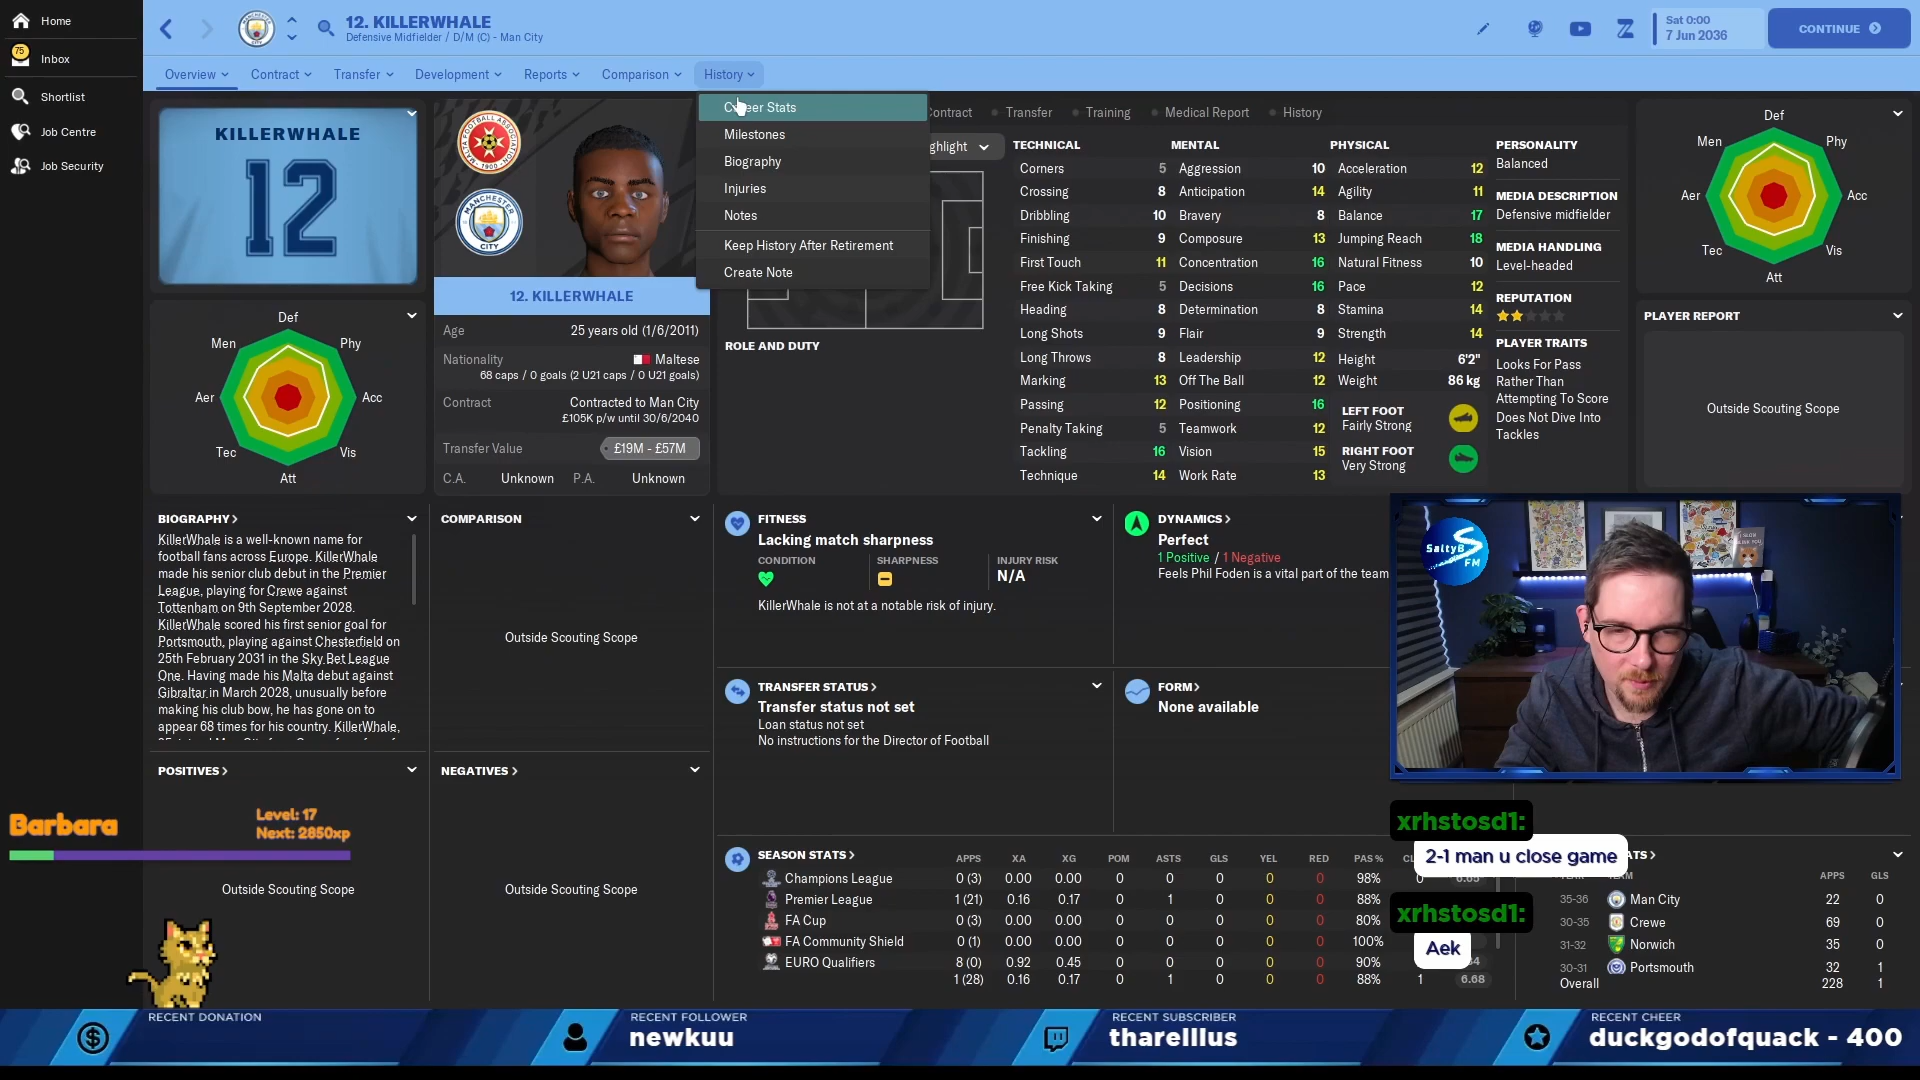 Home
75
Inbox
Shortlist
Job Centre
Job Security
12. KILLERWHALE
Defensive Midfielder / D/M (C) - Man City
Sat 0:00
7 Jun 2036
CONTINUE
Overview
Contract
Transfer
Development
Reports
Comparison
History
Career Stats
Milestones
Biography
Injuries
Notes
Keep History After Retirement
Create Note
Contract
Transfer
Training
Medical Report
History
KILLERWHALE
12
Def
Men
Phy
Aer
Acc
Tec
Vis
Att
MALTA FOOTBALL ASSOCIATION
1900
MANCHESTER
CITY
12. KILLERWHALE
Age 25 years old (1/6/2011)
Nationality Maltese
68 caps / 0 goals (2 U21 caps / 0 U21 goals)
Contract Contracted to Man City
£105K p/w until 30/6/2040
Transfer Value £19M - £57M
C.A. Unknown P.A. Unknown
ROLE AND DUTY
TECHNICAL
Corners 5
Crossing 8
Dribbling 10
Finishing 9
First Touch 11
Free Kick Taking 5
Heading 8
Long Shots 9
Long Throws 8
Marking 13
Passing 12
Penalty Taking 5
Tackling 16
Technique 14
MENTAL
Aggression 10
Anticipation 14
Bravery 8
Composure 13
Concentration 16
Decisions 16
Determination 8
Flair 9
Leadership 12
Off The Ball 12
Positioning 16
Teamwork 12
Vision 15
Work Rate 13
PHYSICAL
Acceleration 12
Agility 11
Balance 17
Jumping Reach 18
Natural Fitness 10
Pace 12
Stamina 14
Strength 14
Height 6'2"
Weight 86 kg
LEFT FOOT
Fairly Strong
RIGHT FOOT
Very Strong
PERSONALITY
Balanced
MEDIA DESCRIPTION
Defensive midfielder
MEDIA HANDLING
Level-headed
REPUTATION
PLAYER TRAITS
Looks For Pass
Rather Than
Attempting To Score
Does Not Dive Into
Tackles
Def
Men
Phy
Aer
Acc
Tec
Vis
Att
PLAYER REPORT
Outside Scouting Scope
BIOGRAPHY
KillerWhale is a well-known name for
football fans across Europe. KillerWhale
made his senior club debut in the Premier
League, playing for Crewe against
Tottenham on 9th September 2028.
KillerWhale scored his first senior goal for
Portsmouth, playing against Chesterfield on
25th February 2031 in the Sky Bet League
One. Having made his Malta debut against
Gibraltar in March 2028, unusually before
making his club bow, he has gone on to
appear 68 times for his country. KillerWhale,
COMPARISON
Outside Scouting Scope
POSITIVES
Outside Scouting Scope
NEGATIVES
Outside Scouting Scope
FITNESS
Lacking match sharpness
CONDITION SHARPNESS INJURY RISK
N/A
KillerWhale is not at a notable risk of injury.
DYNAMICS
Perfect
1 Positive / 1 Negative
Feels Phil Foden is a vital part of the team
TRANSFER STATUS
Transfer status not set
Loan status not set
No instructions for the Director of Football
FORM
None available
SEASON STATS
APPS XA XG POM ASTS GLS YEL RED PAS %
Champions League 0 (3) 0.00 0.00 0 0 0 0 0 98% 0
Premier League 1 (21) 0.16 0.17 0 1 0 0 0 88%
FA Cup 0 (3) 0.00 0.00 0 0 0 0 0 80%
FA Community Shield 0 (1) 0.00 0.00 0 0 0 0 0 100%
EURO Qualifiers 8 (0) 0.92 0.45 0 0 0 0 0 90%
1 (28) 0.16 0.17 0 1 0 0 0 88% 1 6.68
APPS GLS
35-36 Man City 22 0
30-35 Crewe 69 0
31-32 Norwich 35 0
30-31 Portsmouth 32 1
Overall 228 1
SaltyB
FM
xrhstosd1:
2-1 man u close game
xrhstosd1:
Aek
Barbara
Level: 17
Next: 2850xp
RECENT DONATION
RECENT FOLLOWER
newkuu
RECENT SUBSCRIBER
tharelllus
RECENT CHEER
duckgodofquack - 400